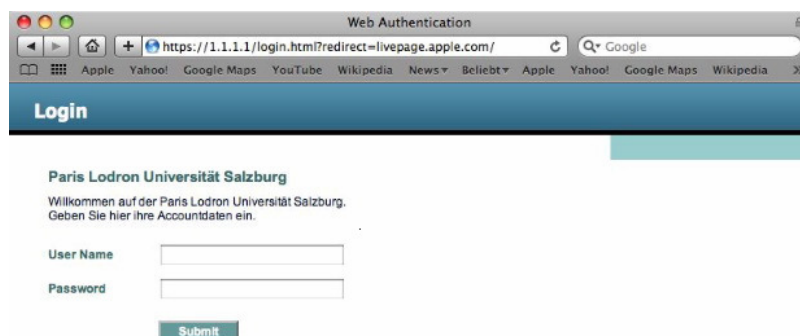 Web Authentication
https://1.1.1.1/login.html?redirect=livepage.apple.com/ Google
Apple Yahoo! Google Maps YouTube Wikipedia News Beliebt Apple Yahoo! Google Maps Wikipedia
Login
Paris Lodron Universität Salzburg
Willkommen auf der Paris Lodron Universität Salzburg.
Geben Sie hier ihre Accountdaten ein.
User Name
Password
Submit